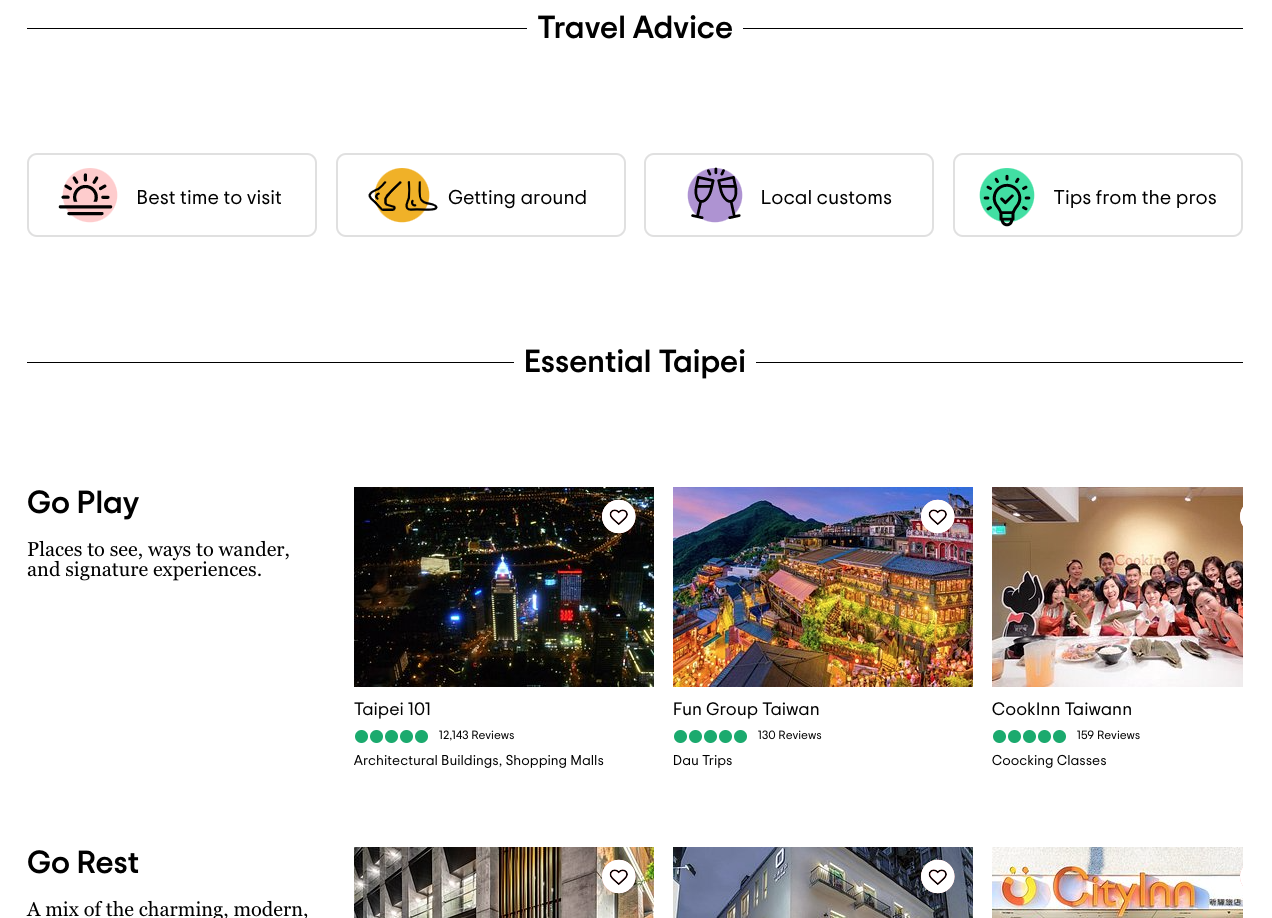 Travel Advice
Best time to visit
Getting around
Local customs
Tips from the pros
Essential Taipei
Go Play
Places to see, ways to wander,
and signature experiences.
CookInn
Taipei 101
12,143 Reviews
Architectural Buildings, Shopping Malls
Fun Group Taiwan
130 Reviews
Dau Trips
CookInn Taiwann
159 Reviews
Coocking Classes
Go Rest
A mix of the charming, modern,
CityInn